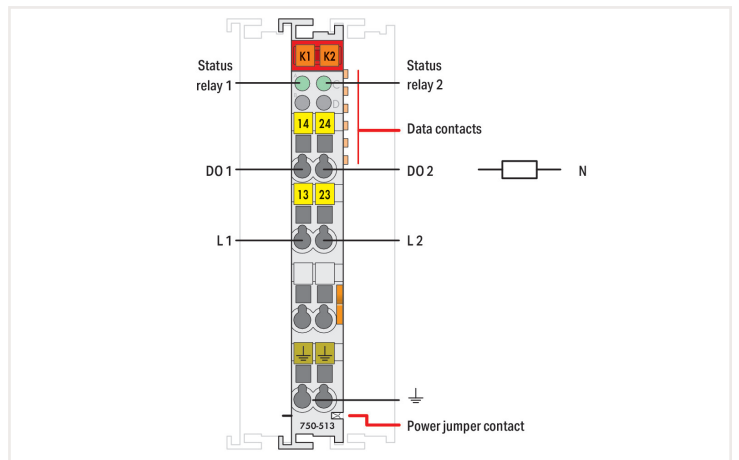 K1 K2
Status
relay 1
Status
relay 2
C
D
14 24
Data contacts
DO 1
DO 2
N
13 23
L 1
L 2
750-513
Power jumper contact